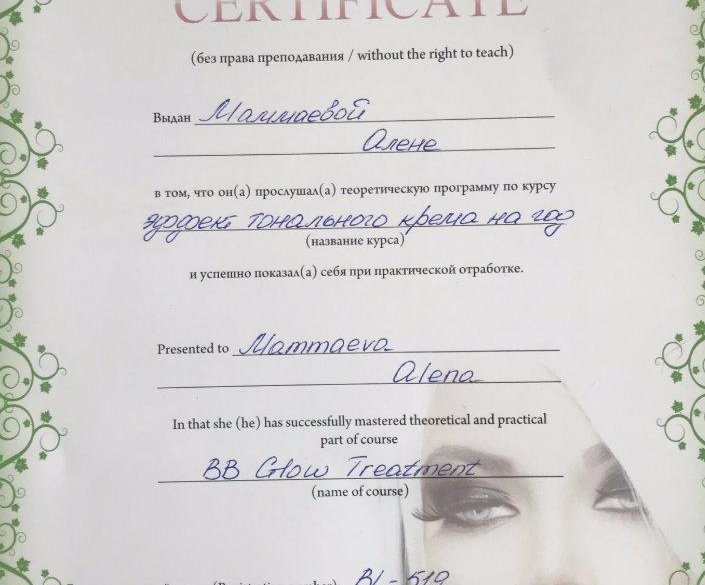 CERTIFICATE
(без права преподавания / without the right to teach)
Выдан Маммаевой
Алене
в том, что он(а) прослушал(а) теоретическую программу по курсу
эффект тонального крема на год
(название курса)
и успешно показал(а) себя при практической отработке.
Presented to Mammaeva
Alena
In that she (he) has successfully mastered theoretical and practical
part of course
BB Glow Treatment
(name of course)